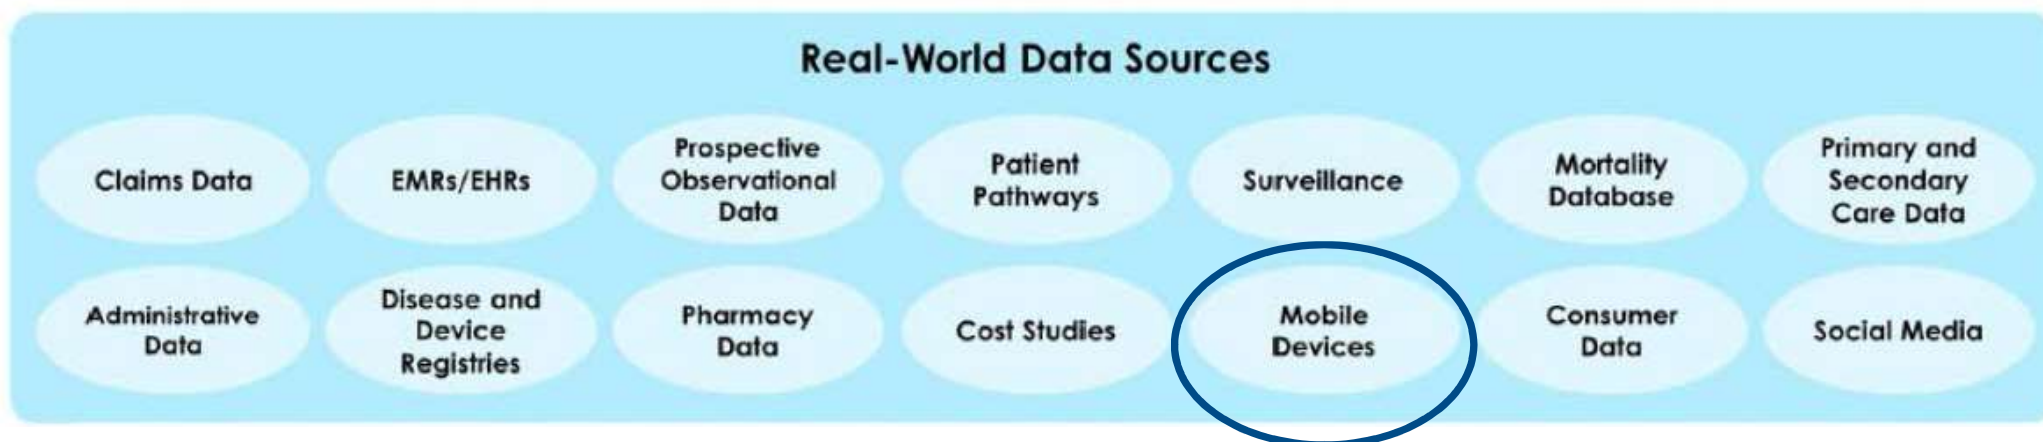 Real-World Data Sources
Claims Data
EMRs/EHRs
Prospective
Observational
Data
Patient
Pathways
Surveillance
Mortality
Database
Primary and
Secondary
Care Data
Administrative
Data
Disease and
Device
Registries
Pharmacy
Data
Cost Studies
Mobile
Devices
Consumer
Data
Social Media